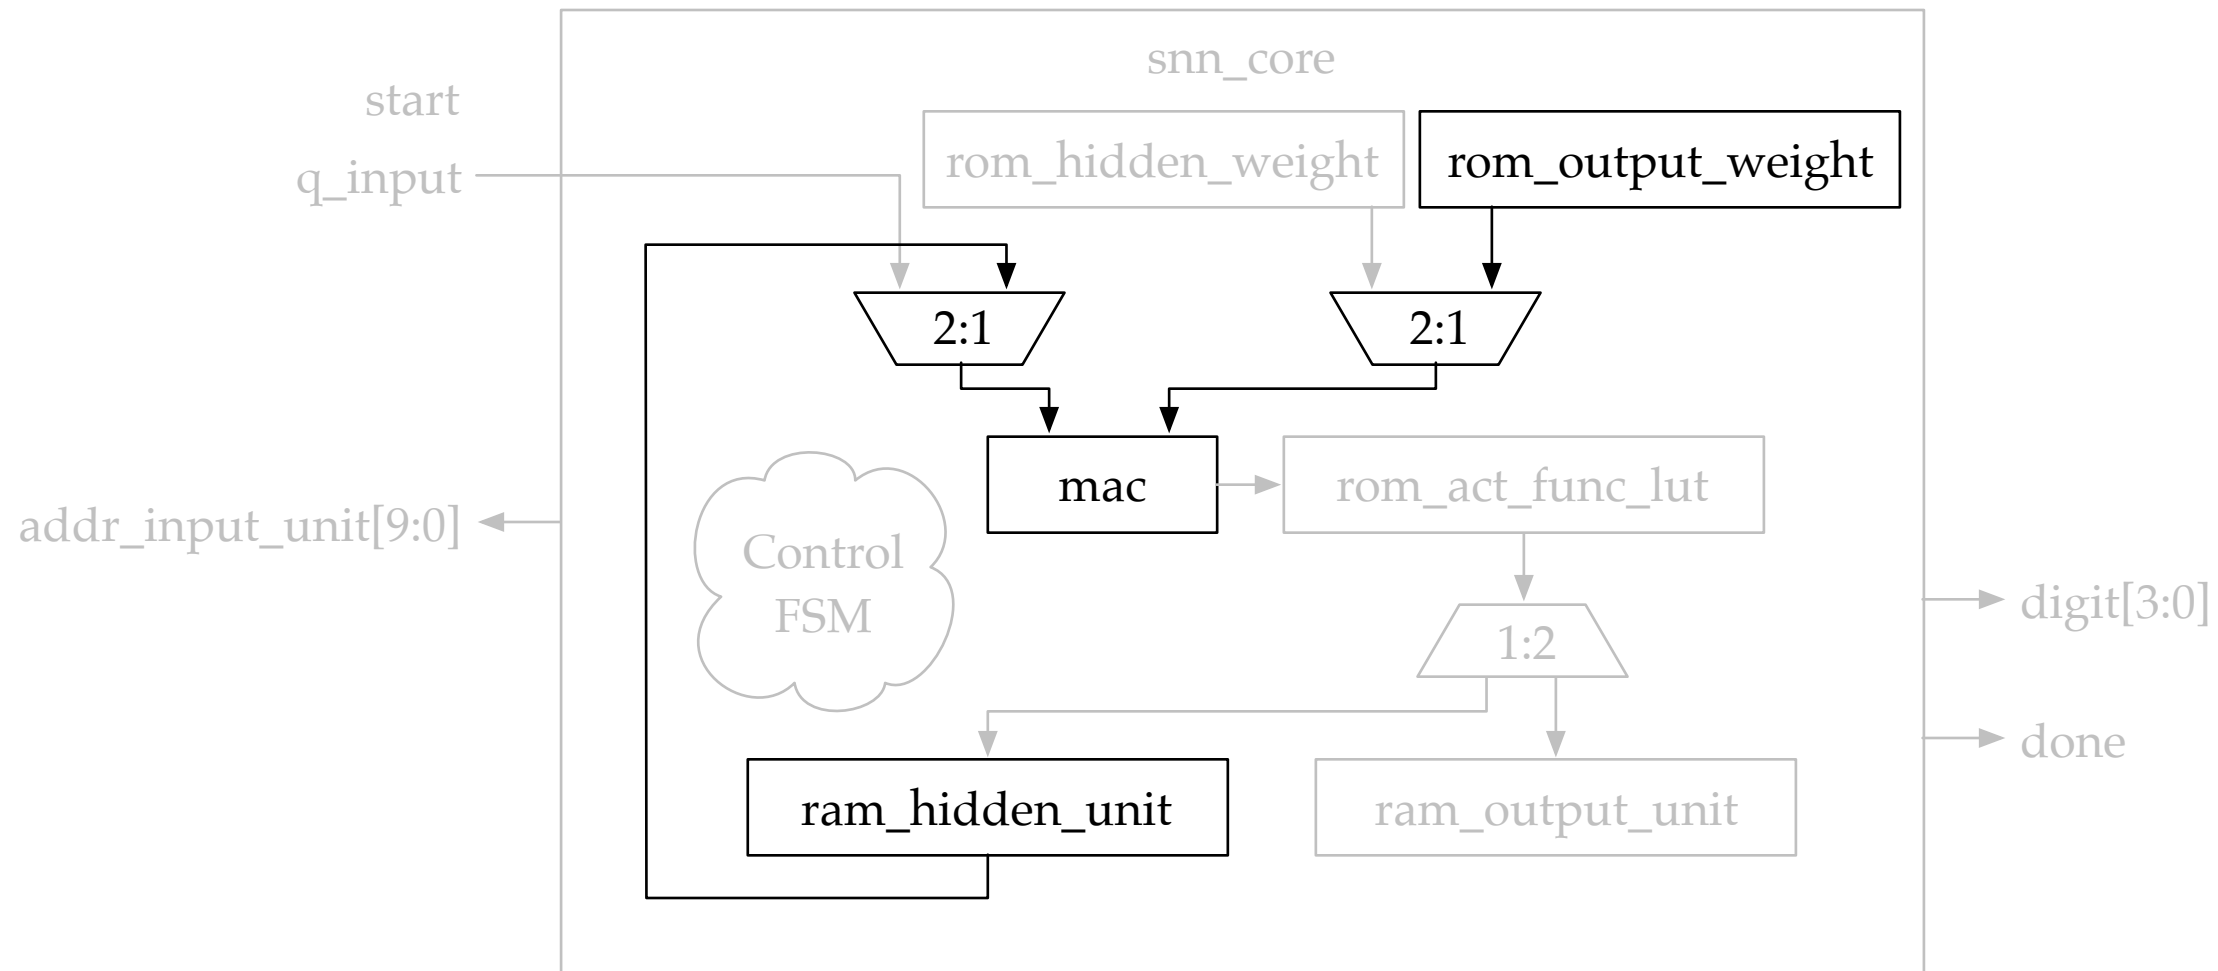 snn_core
start
q_input
rom_hidden_weight
rom_output_weight
2:1
2:1
mac
rom_act_func_lut
addr_input_unit[9:0]
Control
FSM
digit[3:0]
1:2
done
ram_hidden_unit
ram_output_unit